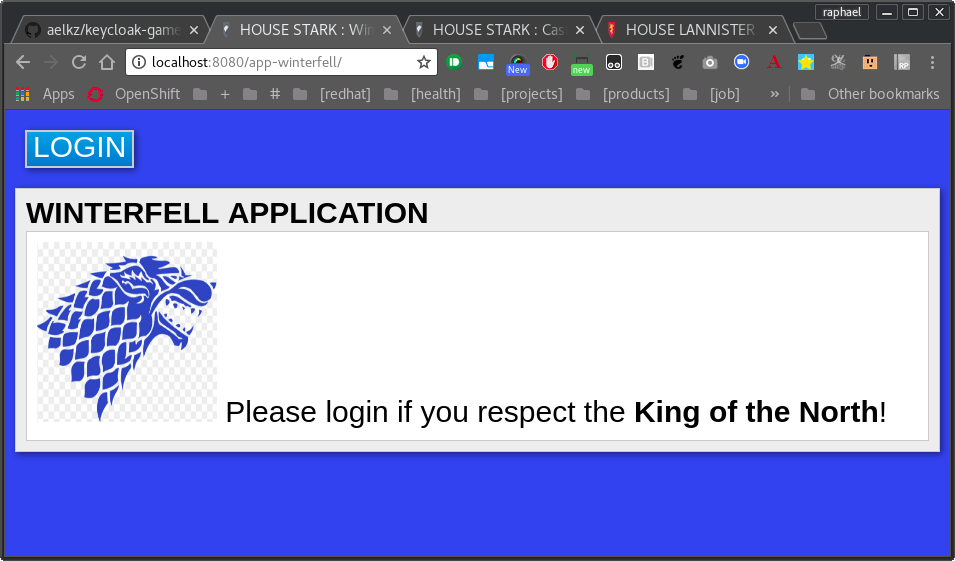 raphael
aelkz/keycloak-game
HOUSE STARK : Win
HOUSE STARK : Cas
HOUSE LANNISTER
localhost:8080/app-winterfell/
New
new
Apps
OpenShift
+
#
[redhat]
[health]
[projects]
[products]
[job]
»
Other bookmarks
LOGIN
WINTERFELL APPLICATION
Please login if you respect the King of the North!